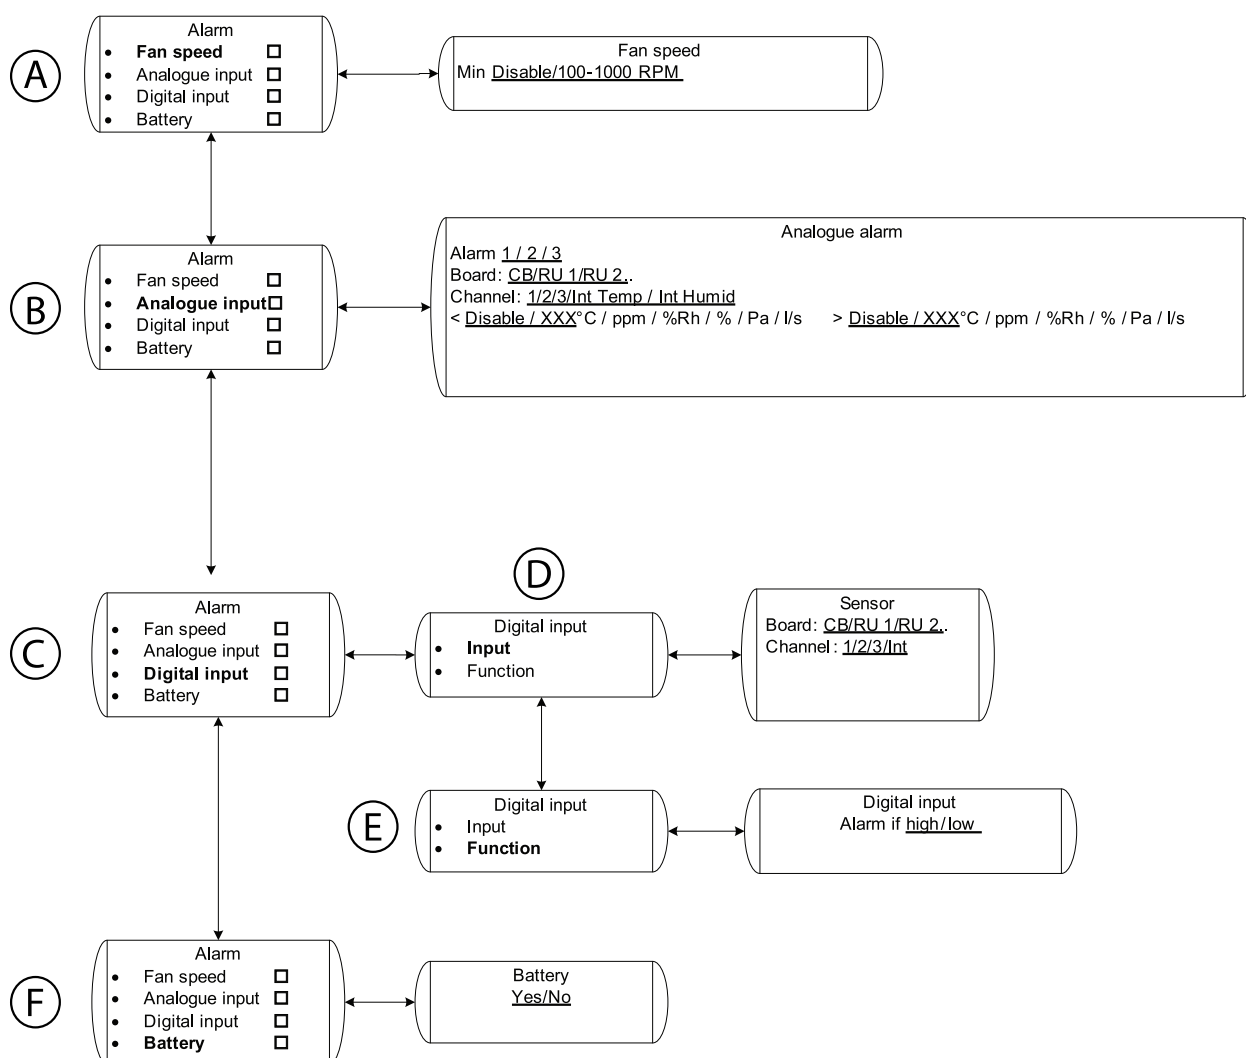 A
Alarm
• Fan speed
• Analogue input
• Digital input
• Battery
Fan speed
Min Disable/100-1000 RPM
B
Alarm
• Fan speed
• Analogue input
• Digital input
• Battery
Analogue alarm
Alarm 1 / 2 / 3
Board: CB/RU 1/RU 2..
Channel: 1/2/3/Int Temp / Int Humid
< Disable / XXX°C / ppm / %Rh / % / Pa / l/s > Disable / XXX°C / ppm / %Rh / % / Pa / l/s
C
Alarm
• Fan speed
• Analogue input
• Digital input
• Battery
D
Digital input
• Input
• Function
Sensor
Board: CB/RU 1/RU 2..
Channel: 1/2/3/Int
E
Digital input
• Input
• Function
Digital input
Alarm if high/low
F
Alarm
• Fan speed
• Analogue input
• Digital input
• Battery
Battery
Yes/No